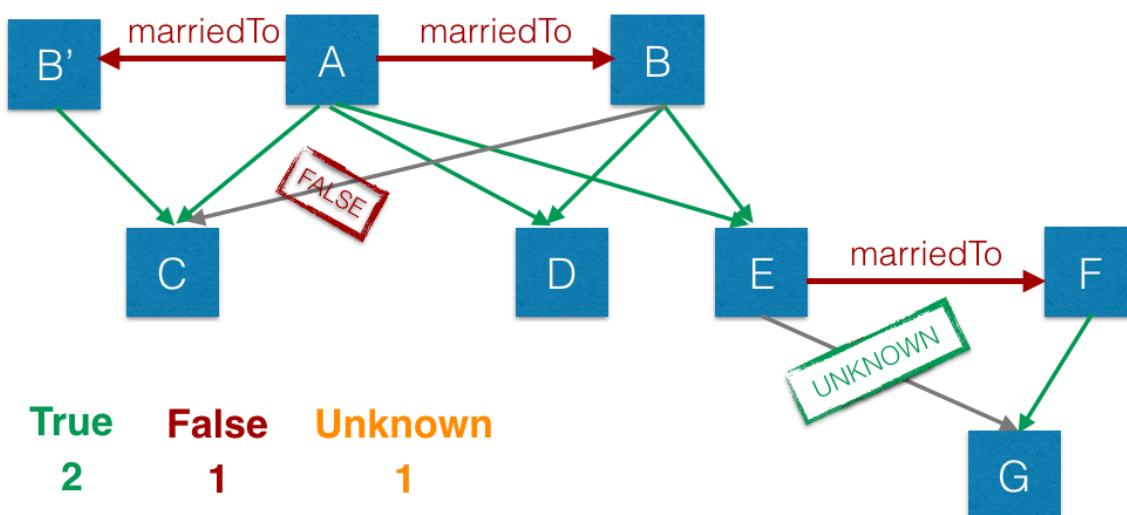 marriedTo marriedTo
B’ A B
FALSE
C D E marriedTo F
UNKNOWN
True False Unknown
2 1 1
G